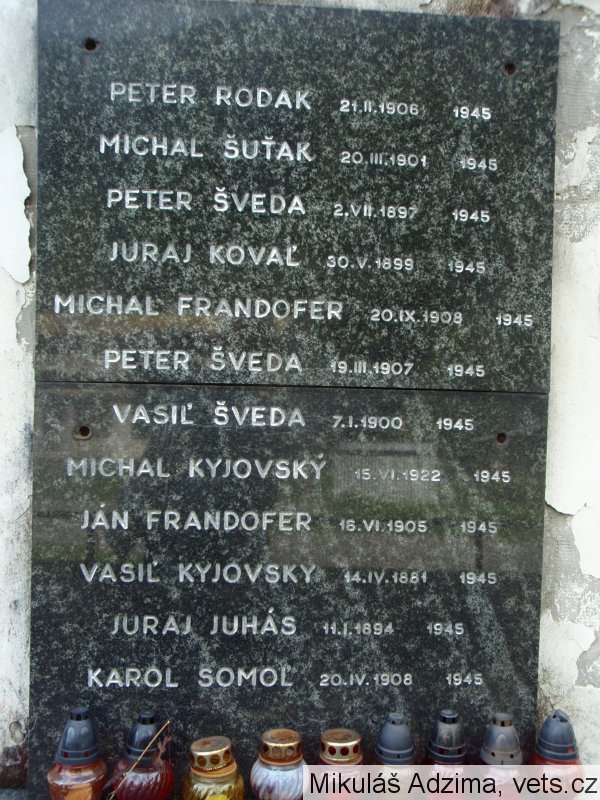 PETER RODAK 21.II.1906 1945
MICHAL ŠUŤAK 20.III.1901 1945
PETER ŠVEDA 2.VII.1897 1945
JURAJ KOVAĽ 30.V.1899 1945
MICHAL FRANDOFER 20.IX.1908 1945
PETER ŠVEDA 19.III.1907 1945
VASIĽ ŠVEDA 7.I.1900 1945
MICHAL KYJOVSKÝ 15.VI.1922 1945
JÁN FRANDOFER 16.VI.1905 1945
VASIĽ KYJOVSKY 14.IV.1881 1945
JURAJ JUHÁS 11.I.1894 1945
KAROL SOMOĽ 20.IV.1908 1945
Mikuláš Adzima, vets.cz